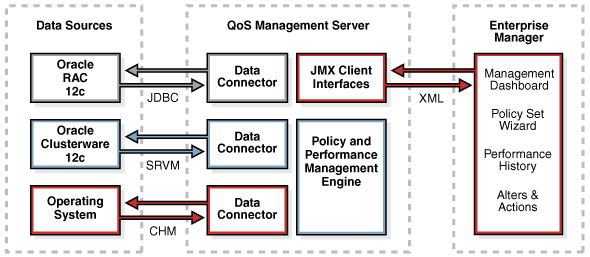 Data Sources
QoS Management Server
Enterprise
Manager
Oracle
RAC
12c
JDBC
Data
Connector
JMX Client
Interfaces
XML
Management
Dashboard
Policy Set
Wizard
Performance
History
Alters &
Actions
Oracle
Clusterware
12c
SRVM
Data
Connector
Policy and
Performance
Management
Engine
Operating
System
CHM
Data
Connector